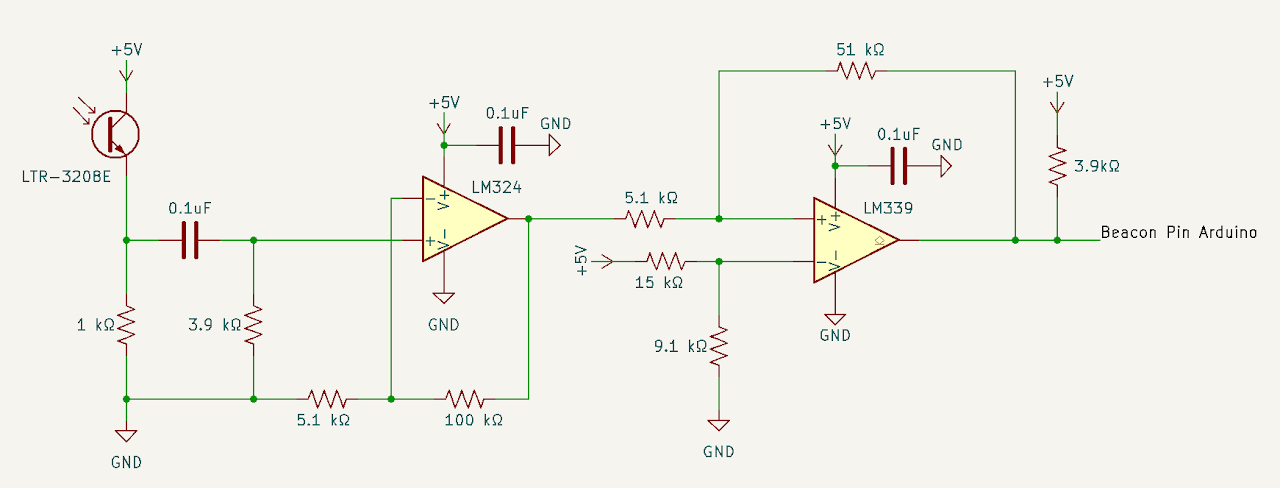 +5V
LTR-3208E
0.1uF
1 kΩ
3.9 kΩ
GND
5.1 kΩ
100 kΩ
+5V
0.1uF
GND
LM324
-
+
V+
V-
GND
5.1 kΩ
+5V
15 kΩ
9.1 kΩ
GND
51 kΩ
+5V
0.1uF
GND
LM339
+
-
V+
V-
GND
+5V
3.9kΩ
Beacon Pin Arduino